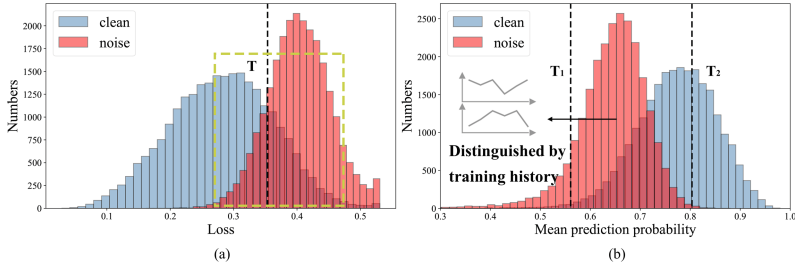 clean
noise
T
2000
1750
1500
1250
1000
750
500
250
0
Numbers
0.1
0.2
0.3
0.4
0.5
Loss
(a)
clean
noise
T1
T2
Distinguished by
training history
2500
2000
1500
1000
500
0
Numbers
0.3
0.4
0.5
0.6
0.7
0.8
0.9
1.0
Mean prediction probability
(b)